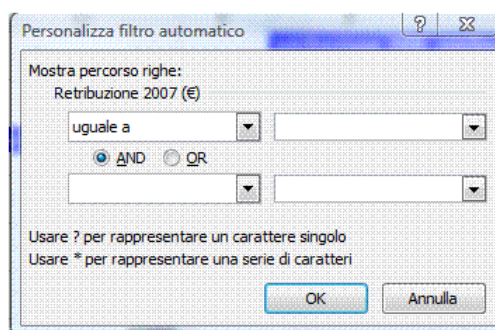 Personalizza filtro automatico
?
Mostra percorso righe:
Retribuzione 2007 (€)
uguale a
AND OR
Usare ? per rappresentare un carattere singolo
Usare * per rappresentare una serie di caratteri
OK Annulla